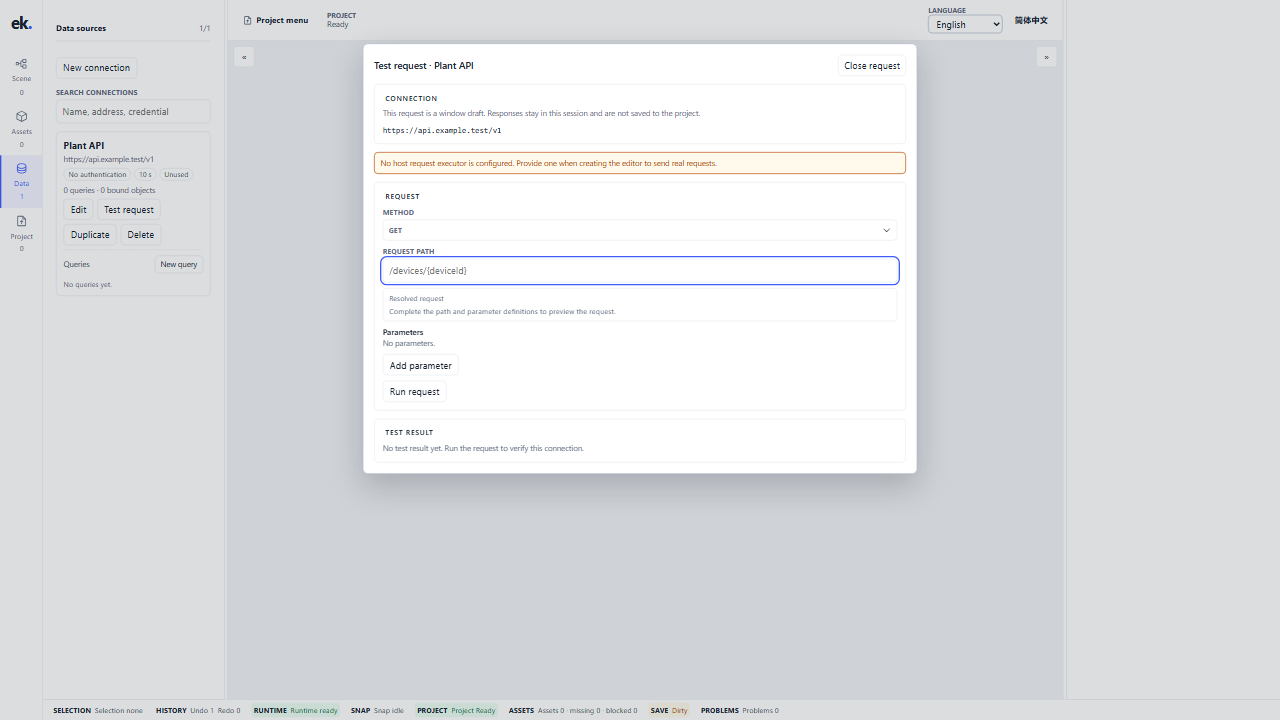 ek.
Scene
0
Assets
0
Data
1
Project
0
Data sources
1/1
New connection
SEARCH CONNECTIONS
Name, address, credential
Plant API
https://api.example.test/v1
No authentication
10 s
Unused
0 queries · 0 bound objects
Edit
Test request
Duplicate
Delete
Queries
New query
No queries yet.
Project menu
PROJECT
Ready
LANGUAGE
English
简体中文
«
»
Test request · Plant API
Close request
CONNECTION
This request is a window draft. Responses stay in this session and are not saved to the project.
https://api.example.test/v1
No host request executor is configured. Provide one when creating the editor to send real requests.
REQUEST
METHOD
GET
REQUEST PATH
/devices/{deviceId}
Resolved request
Complete the path and parameter definitions to preview the request.
Parameters
No parameters.
Add parameter
Run request
TEST RESULT
No test result yet. Run the request to verify this connection.
SELECTION Selection none HISTORY Undo 1 Redo 0 RUNTIME Runtime ready SNAP Snap idle PROJECT Project Ready ASSETS Assets 0 · missing 0 · blocked 0 SAVE Dirty PROBLEMS Problems 0